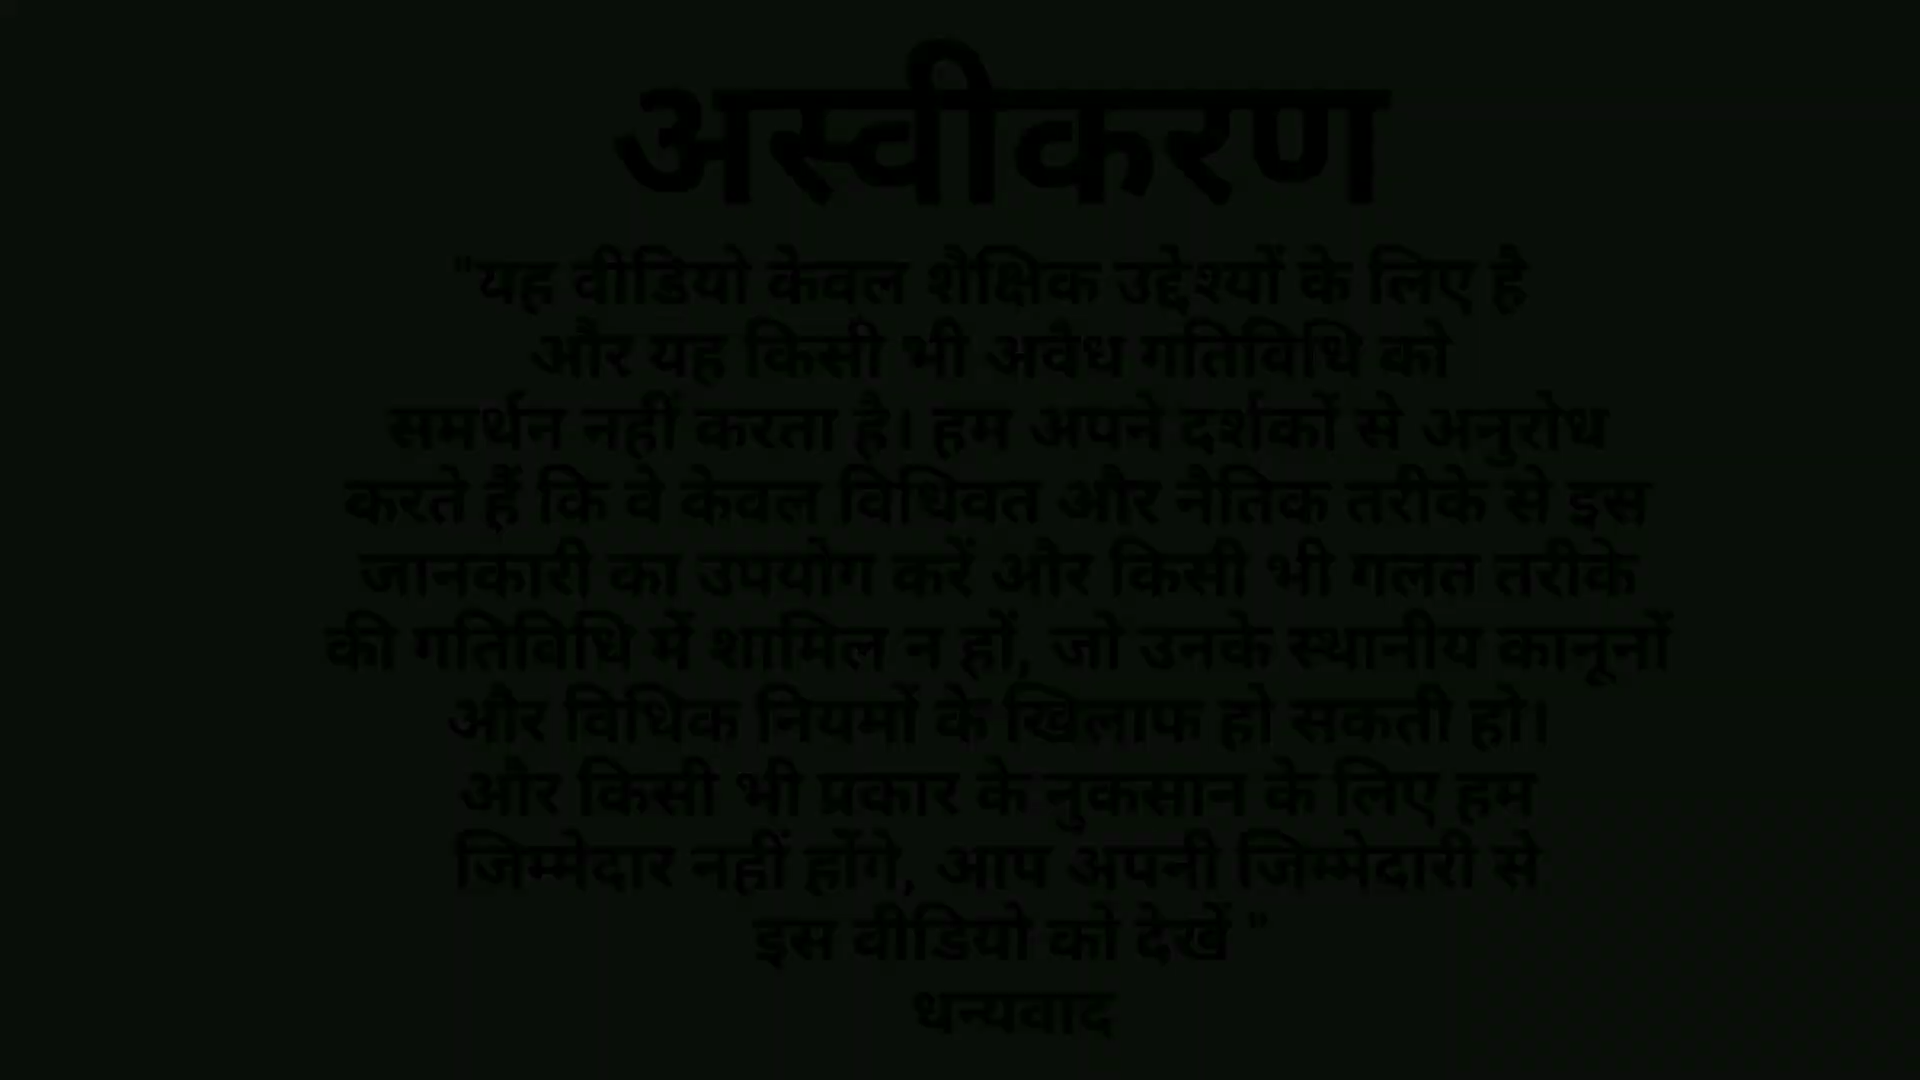 अस्वीकरण
"यह वीडियो केवल शैक्षिक उद्देश्यों के लिए है
और यह किसी भी अवैध गतिविधि को
समर्थन नहीं करता है। हम अपने दर्शकों से अनुरोध
करते हैं कि वे केवल विधिवत और नैतिक तरीके से इस
जानकारी का उपयोग करें और किसी भी गलत तरीके
की गतिविधि में शामिल न हों, जो उनके स्थानीय कानूनों
और विधिक नियमों के खिलाफ हो सकती हो।
और किसी भी प्रकार के नुकसान के लिए हम
जिम्मेदार नहीं होंगे, आप अपनी जिम्मेदारी से
इस वीडियो को देखें "
धन्यवाद